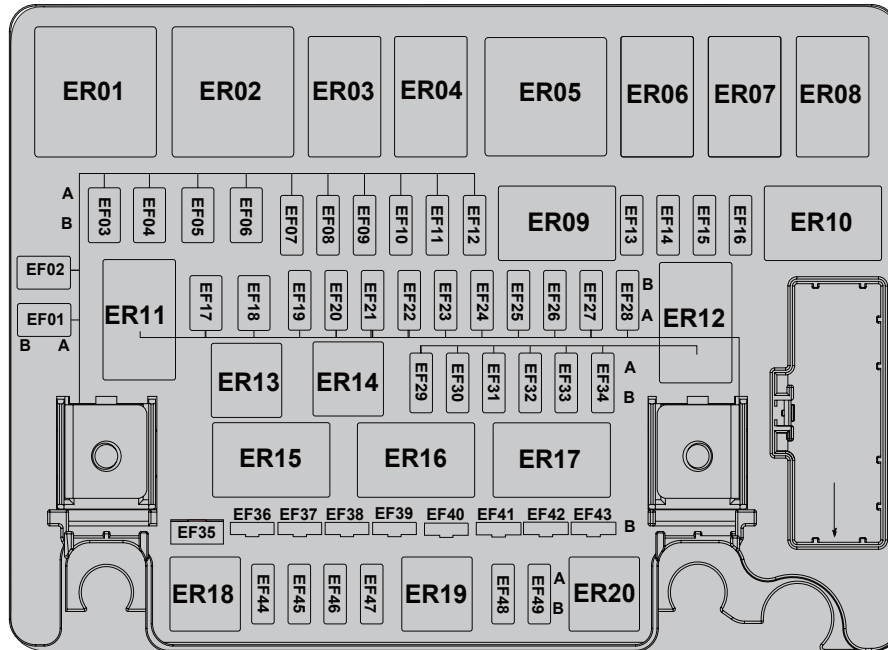 ER01 ER02 ER03 ER04 ER05 ER06 ER07 ER08
A
B
EF03 EF04 EF05 EF06 EF07 EF08 EF09 EF10 EF11 EF12 ER09 EF13 EF14 EF15 EF16 ER10
EF02
EF01
B A
ER11 EF17 EF18 EF19 EF20 EF21 EF22 EF23 EF24 EF25 EF26 EF27 EF28 B
A
ER12
ER13 ER14 EF29 EF30 EF31 EF32 EF33 EF34 A
B
ER15 ER16 ER17
EF35 EF36 EF37 EF38 EF39 EF40 EF41 EF42 EF43 B
ER18 EF44 EF45 EF46 EF47 ER19 EF48 EF49 A
B
ER20